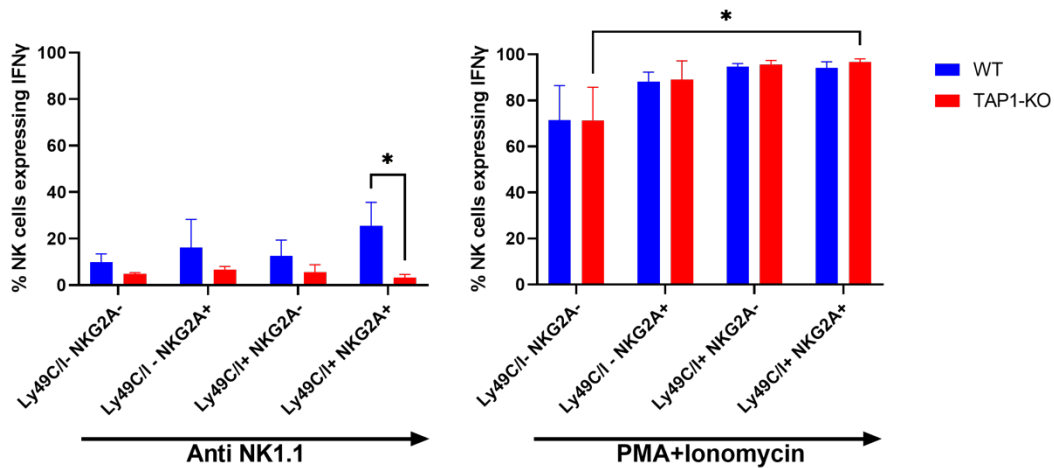 % NK cells expressing IFNγ
100
80
60
40
20
0
*
Ly49C/I- NKG2A-
Ly49C/I - NKG2A+
Ly49C/I+ NKG2A-
Ly49C/I+ NKG2A+
Anti NK1.1
% NK cells expressing IFNγ
100
80
60
40
20
0
*
Ly49C/I- NKG2A-
Ly49C/I - NKG2A+
Ly49C/I+ NKG2A-
Ly49C/I+ NKG2A+
PMA+Ionomycin
WT
TAP1-KO